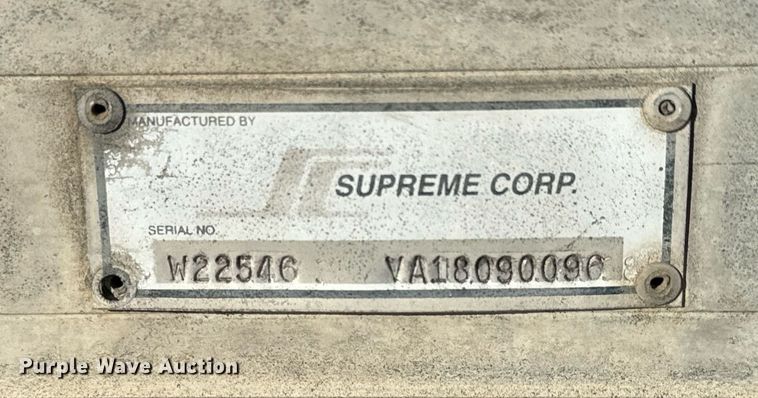 MANUFACTURED BY
SUPREME CORP.
SERIAL NO.
W22546 VA18090096
Purple Wave Auction